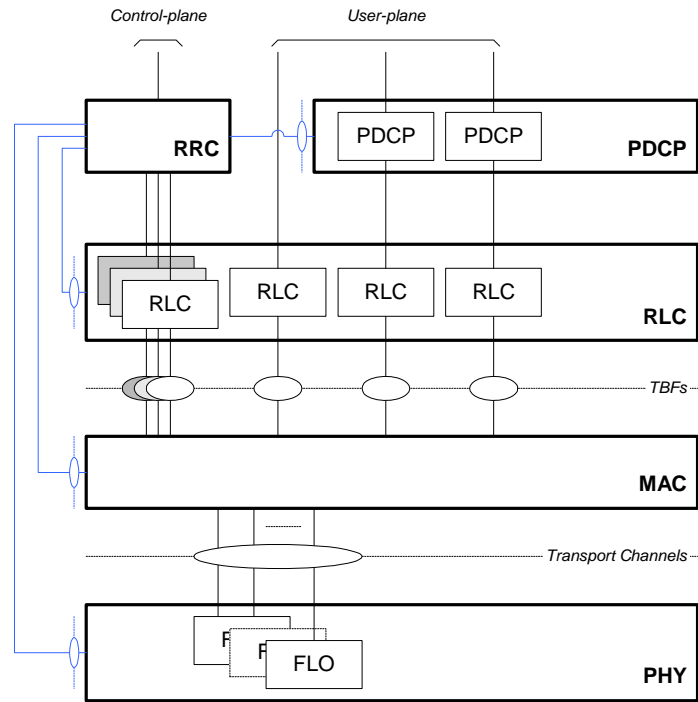 Control-plane
User-plane
RRC
PDCP
PDCP
PDCP
RLC
RLC
RLC
RLC
RLC
TBFs
MAC
Transport Channels
F
F
FLO
PHY